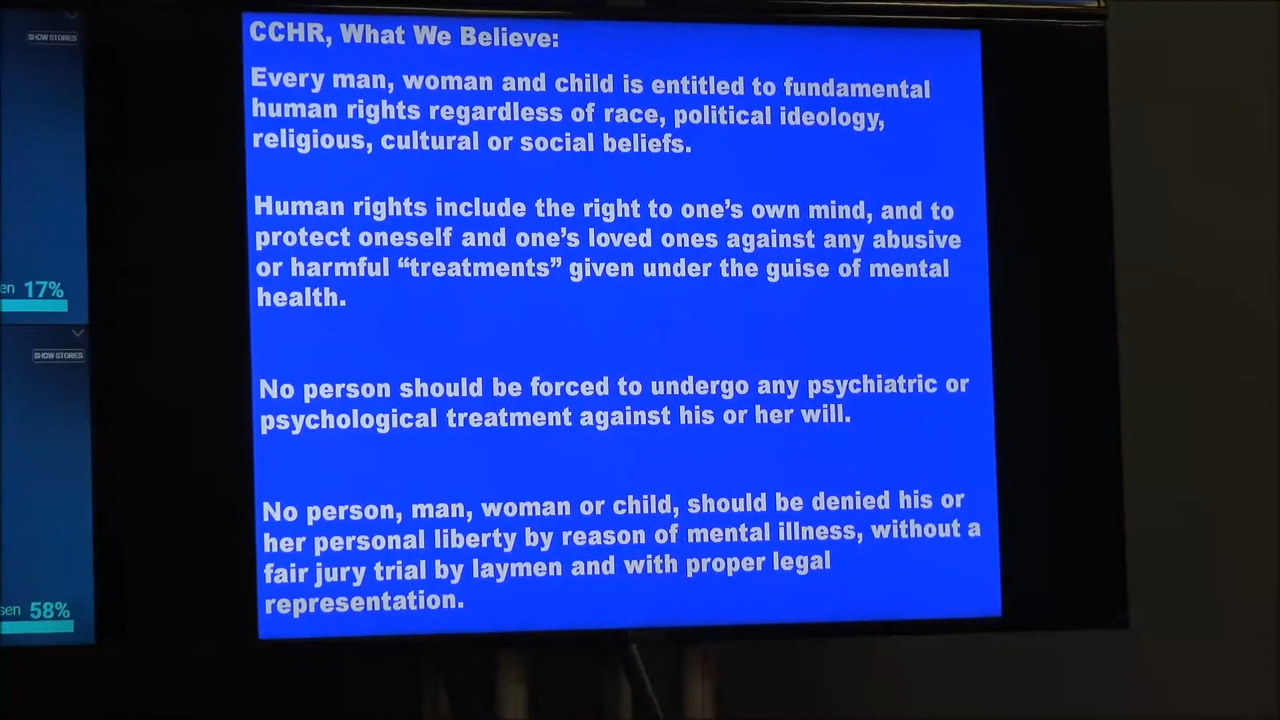 SHOW STORIES
en 17%
SHOW STORIES
sen 58%
CCHR, What We Believe:
Every man, woman and child is entitled to fundamental
human rights regardless of race, political ideology,
religious, cultural or social beliefs.
Human rights include the right to one’s own mind, and to
protect oneself and one’s loved ones against any abusive
or harmful “treatments” given under the guise of mental
health.
No person should be forced to undergo any psychiatric or
psychological treatment against his or her will.
No person, man, woman or child, should be denied his or
her personal liberty by reason of mental illness, without a
fair jury trial by laymen and with proper legal
representation.